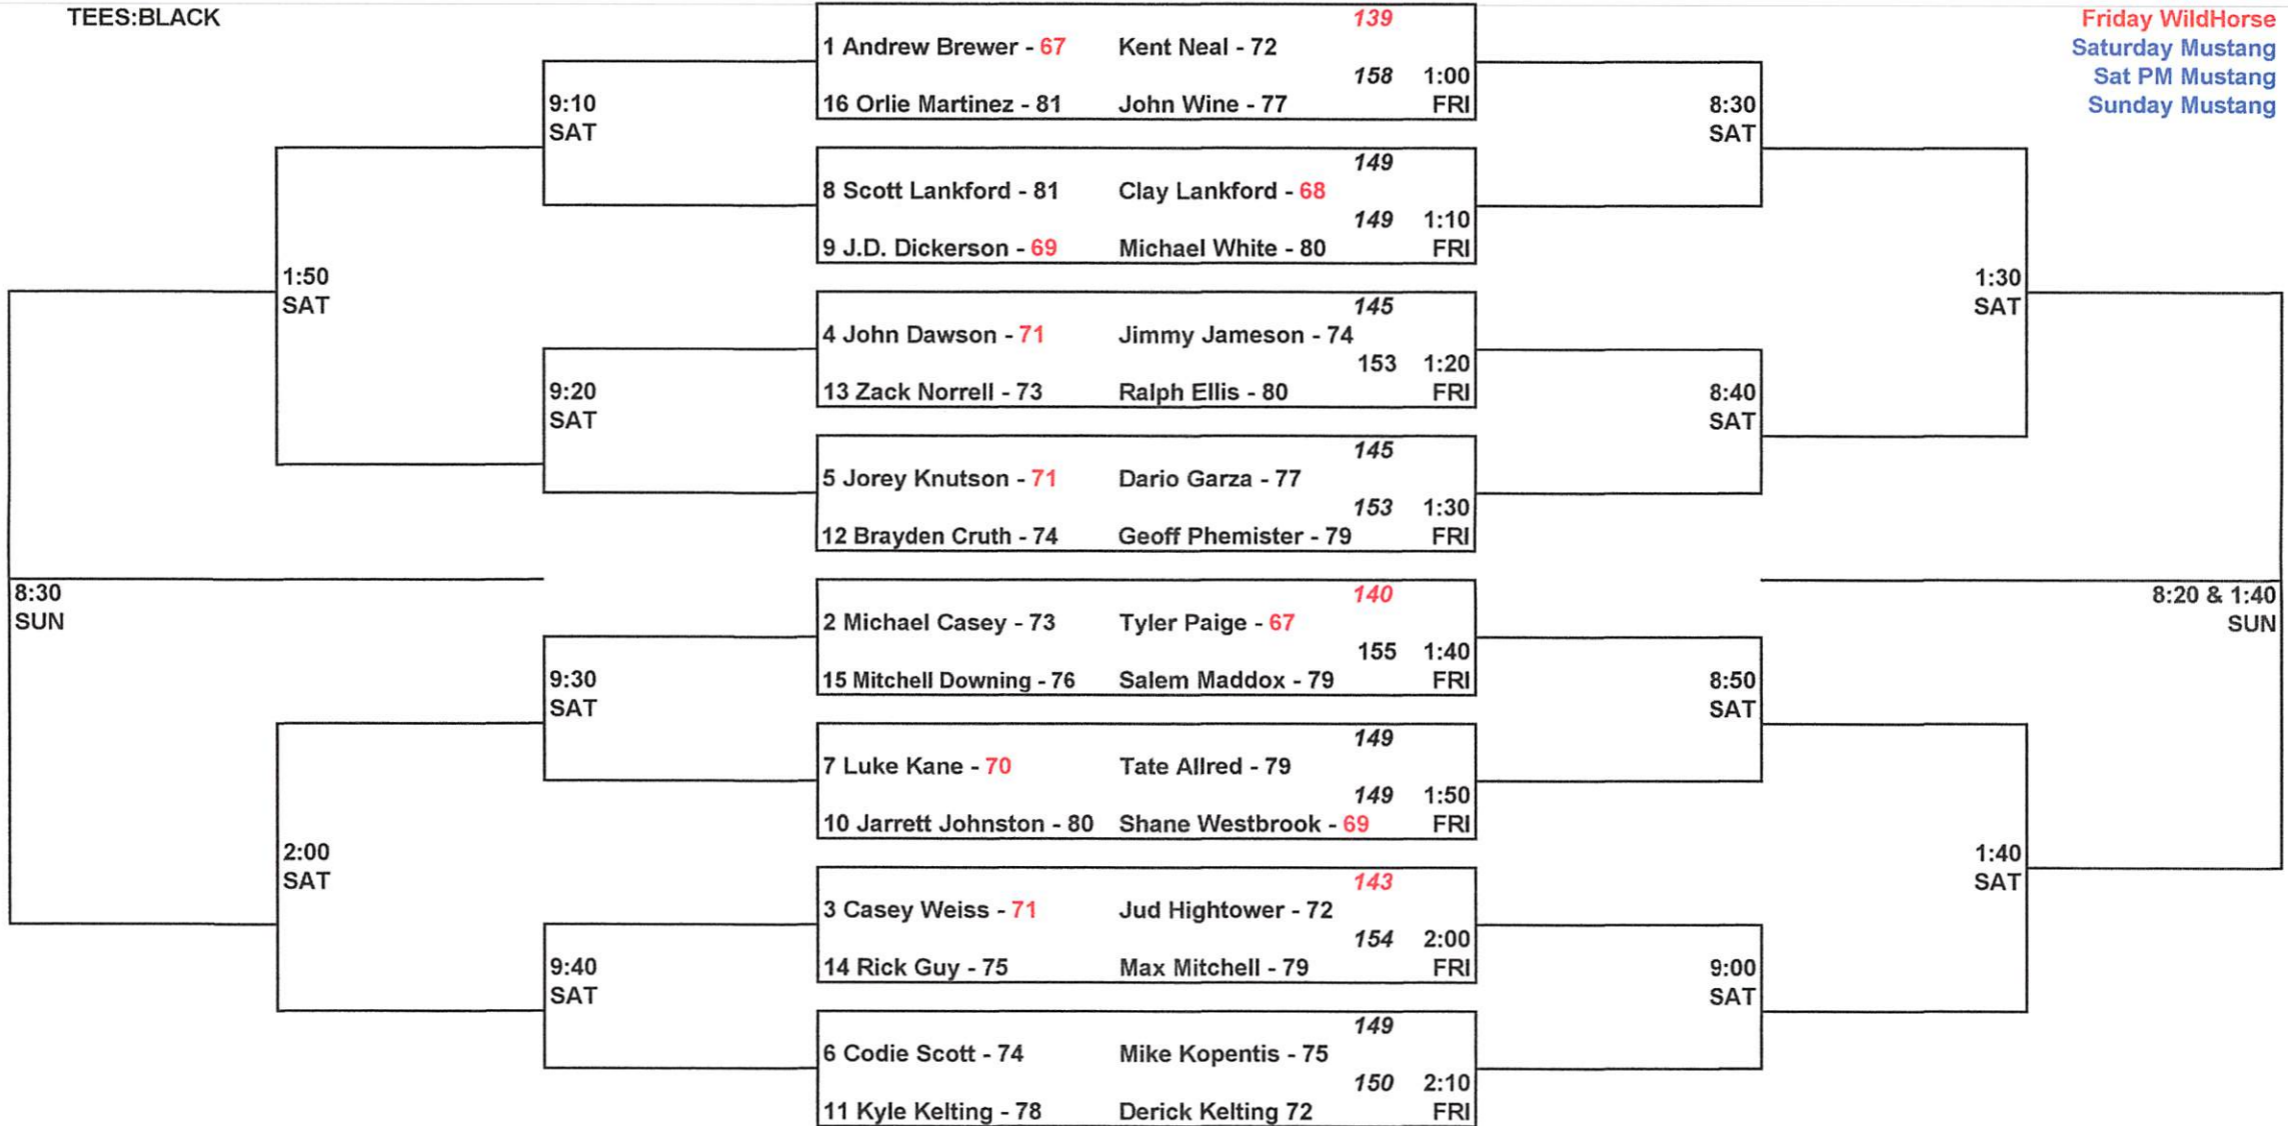 TEES:BLACK
Friday WildHorse
Saturday Mustang
Sat PM Mustang
Sunday Mustang
139
1 Andrew Brewer - 67 Kent Neal - 72
158 1:00
16 Orlie Martinez - 81 John Wine - 77 FRI
9:10
SAT
8:30
SAT
149
8 Scott Lankford - 81 Clay Lankford - 68
149 1:10
9 J.D. Dickerson - 69 Michael White - 80 FRI
1:50
SAT
1:30
SAT
145
4 John Dawson - 71 Jimmy Jameson - 74
153 1:20
13 Zack Norrell - 73 Ralph Ellis - 80 FRI
9:20
SAT
8:40
SAT
145
5 Jorey Knutson - 71 Dario Garza - 77
153 1:30
12 Brayden Cruth - 74 Geoff Phemister - 79 FRI
8:30
SUN
8:20 & 1:40
SUN
140
2 Michael Casey - 73 Tyler Paige - 67
155 1:40
15 Mitchell Downing - 76 Salem Maddox - 79 FRI
9:30
SAT
8:50
SAT
149
7 Luke Kane - 70 Tate Allred - 79
149 1:50
10 Jarrett Johnston - 80 Shane Westbrook - 69 FRI
2:00
SAT
1:40
SAT
143
3 Casey Weiss - 71 Jud Hightower - 72
154 2:00
14 Rick Guy - 75 Max Mitchell - 79 FRI
9:40
SAT
9:00
SAT
149
6 Codie Scott - 74 Mike Kopentis - 75
150 2:10
11 Kyle Kelting - 78 Derick Kelting 72 FRI